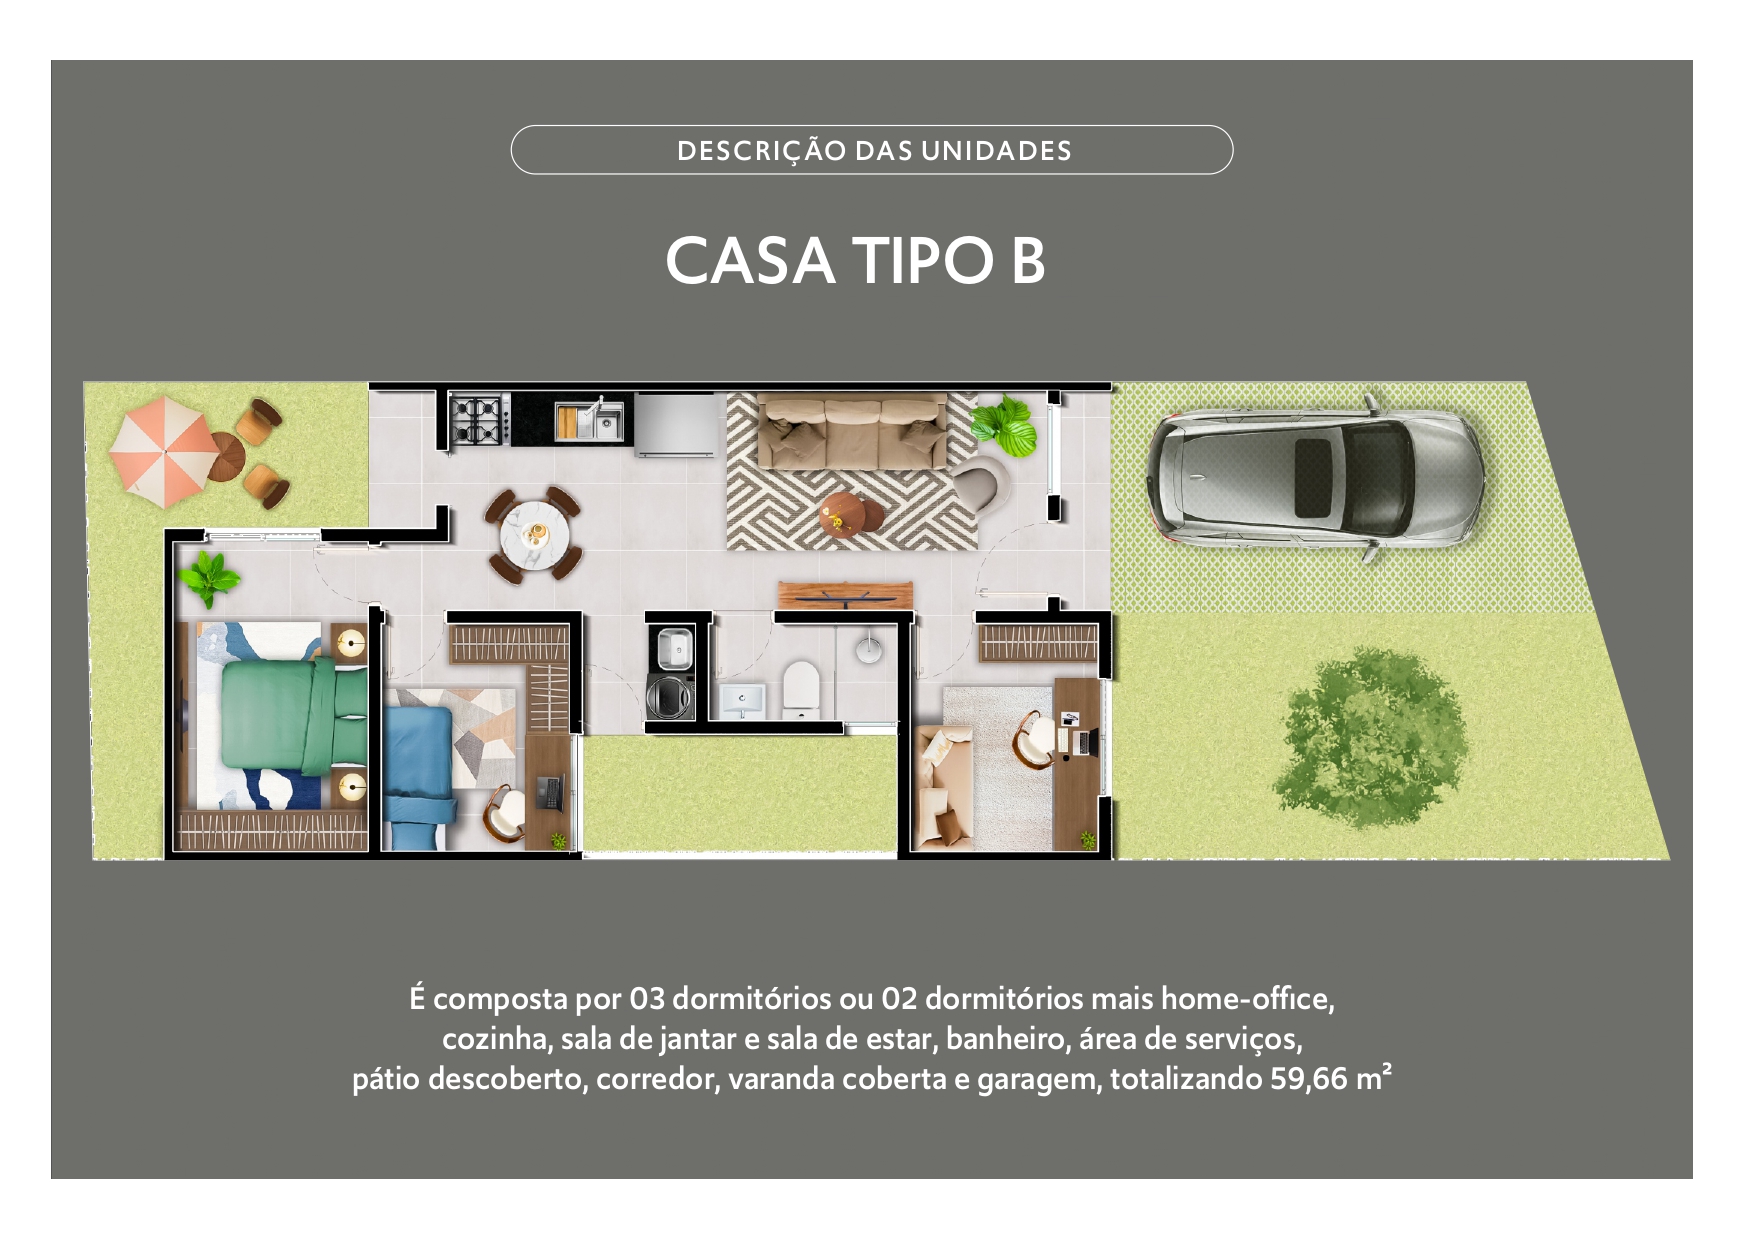 DESCRIÇÃO DAS UNIDADES
CASA TIPO B
É composta por 03 dormitórios ou 02 dormitórios mais home-office,
cozinha, sala de jantar e sala de estar, banheiro, área de serviços,
pátio descoberto, corredor, varanda coberta e garagem, totalizando 59,66 m²